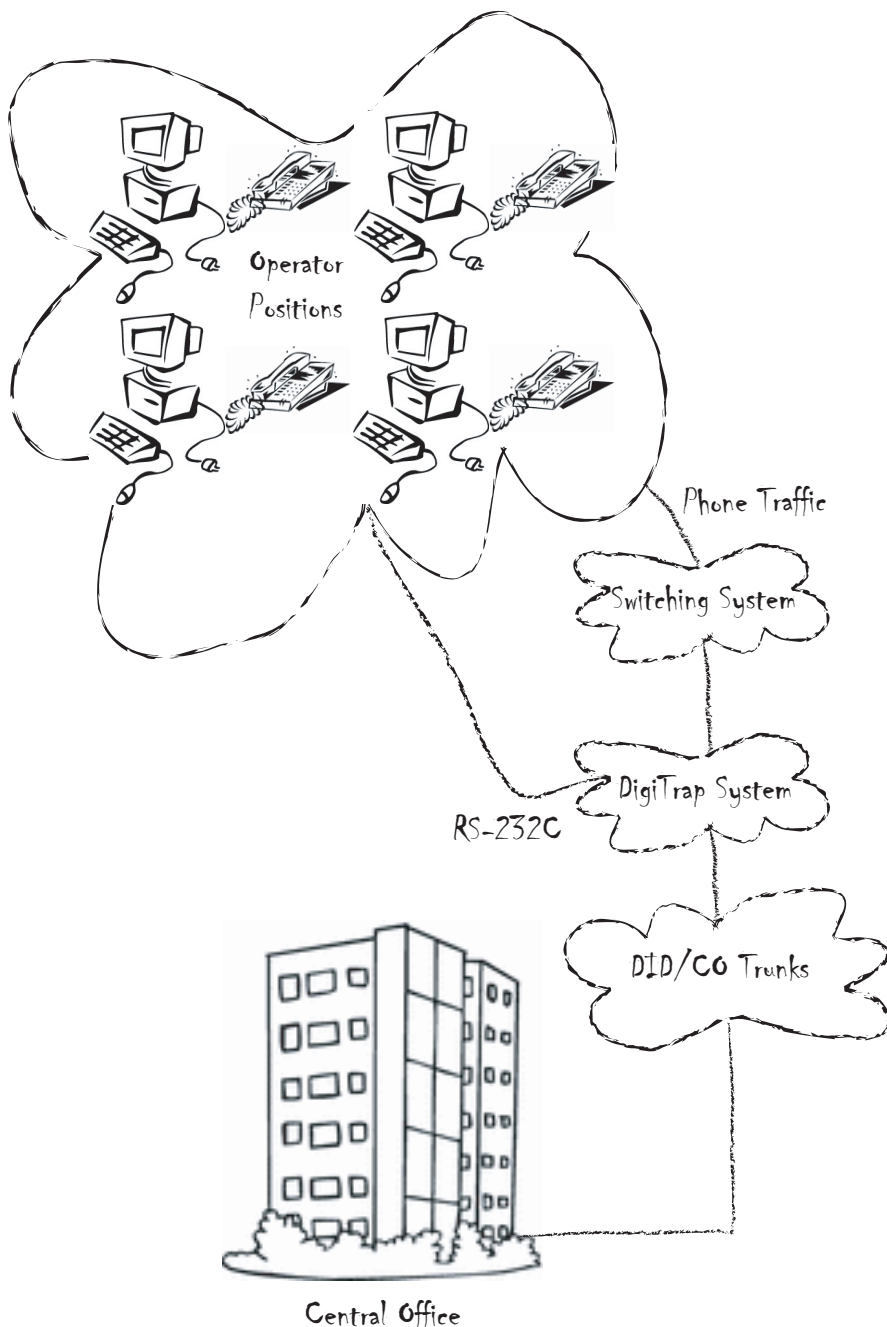 Operator
Positions
Phone Traffic
Switching System
DigiTrap System
RS-232C
DID/CO Trunks
Central Office